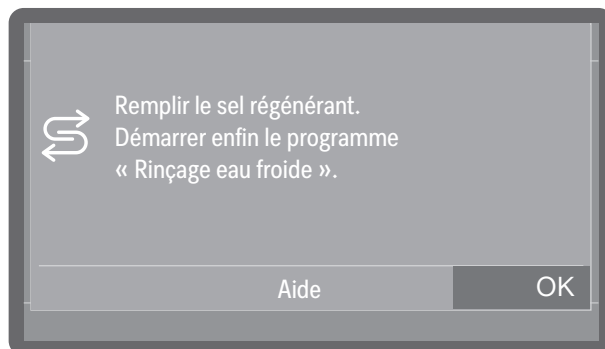 Remplir le sel régénérant.
Démarrer enfin le programme
« Rinçage eau froide ».
Aide
OK